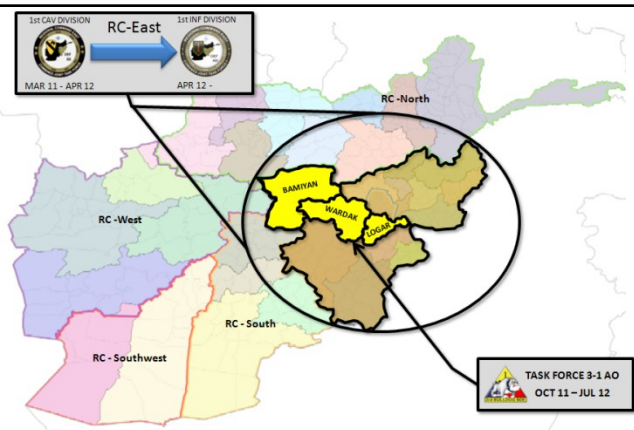 1st CAV DIVISION
RC-East
1st INF DIVISION
MAR 11 - APR 12
APR 12 -
RC -North
BAMIYAN
WARDAK
LOGAR
RC -West
RC - South
RC - Southwest
TASK FORCE 3-1 AO
OCT 11 – JUL 12